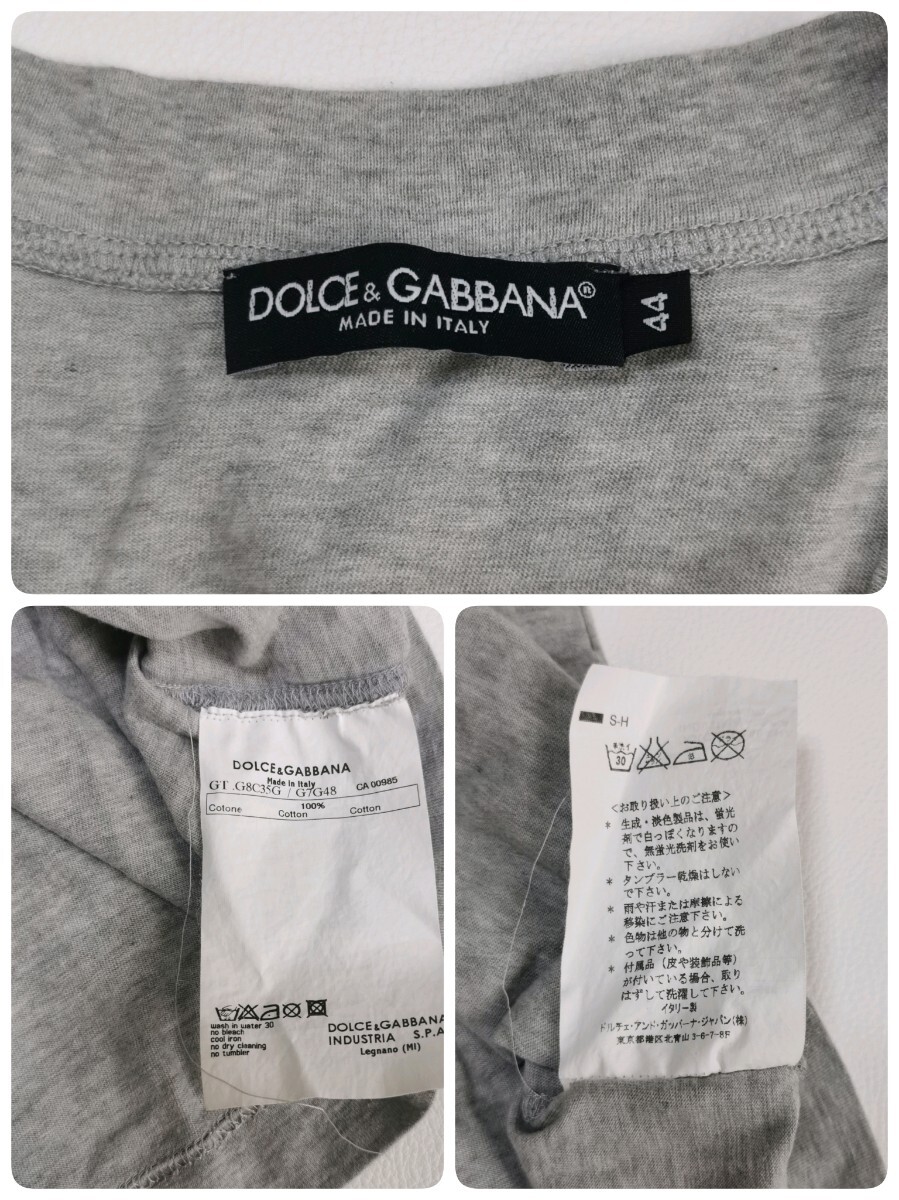 DOLCE & GABBANA®
MADE IN ITALY
44
DOLCE&GABBANA
Made in Italy
GT .G8C35G / G7G48
CA 00985
100%
Cotone Cotton Cotton
wash in water 30
no bleach
cool iron
no dry cleaning
no tumbler
DOLCE&GABBANA
INDUSTRIA S.P.A
Legnano (MI)
S-H
30
<お取り扱い上のご注意>
* 生成・淡色製品は、蛍光
剤で白っぽくなりますの
で、無蛍光洗剤をお使い
下さい。
* タンブラー乾燥はしない
で下さい。
* 雨や汗または摩擦による
移染にご注意下さい。
* 色物は他の物と分けて洗
って下さい。
* 付属品(皮や装飾品等)
が付いている場合、取り
はずして洗濯して下さい。
イタリー製
ドルチェ・アンド・ガッバーナ・ジャパン(株)
東京都港区北青山3-6-7-8F